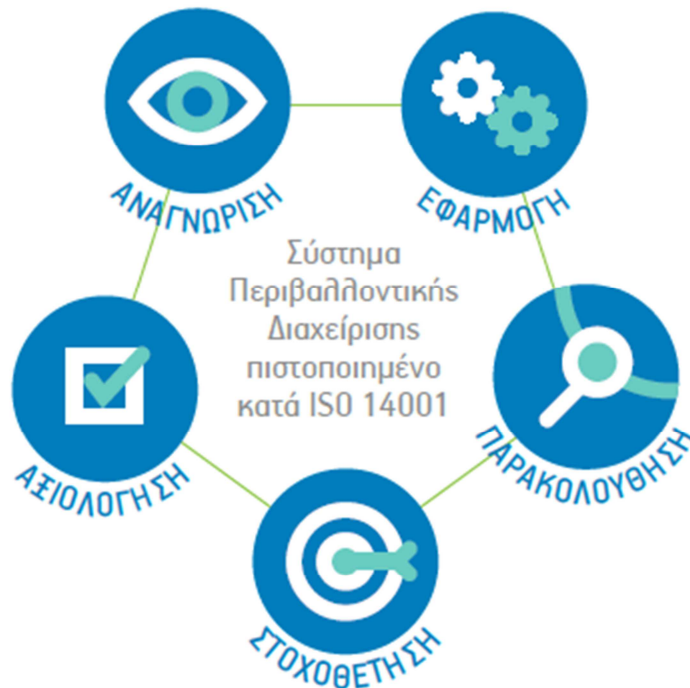 ΑΝΑΓΝΩΡΙΣΗ
ΕΦΑΡΜΟΓΗ
Σύστημα
Περιβαλλοντικής
Διαχείρισης
πιστοποιημένο
κατά ISO 14001
ΑΞΙΟΛΟΓΗΣΗ
ΠΑΡΑΚΟΛΟΥΘΗΣΗ
ΣΤΟΧΟΘΕΤΗΣΗ